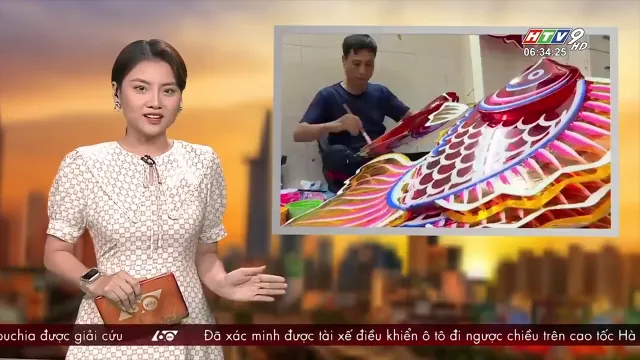 HTV9
HD
06:34:25
puchia được giải cứu
60
Đã xác minh được tài xế điều khiển ô tô đi ngược chiều trên cao tốc Hà